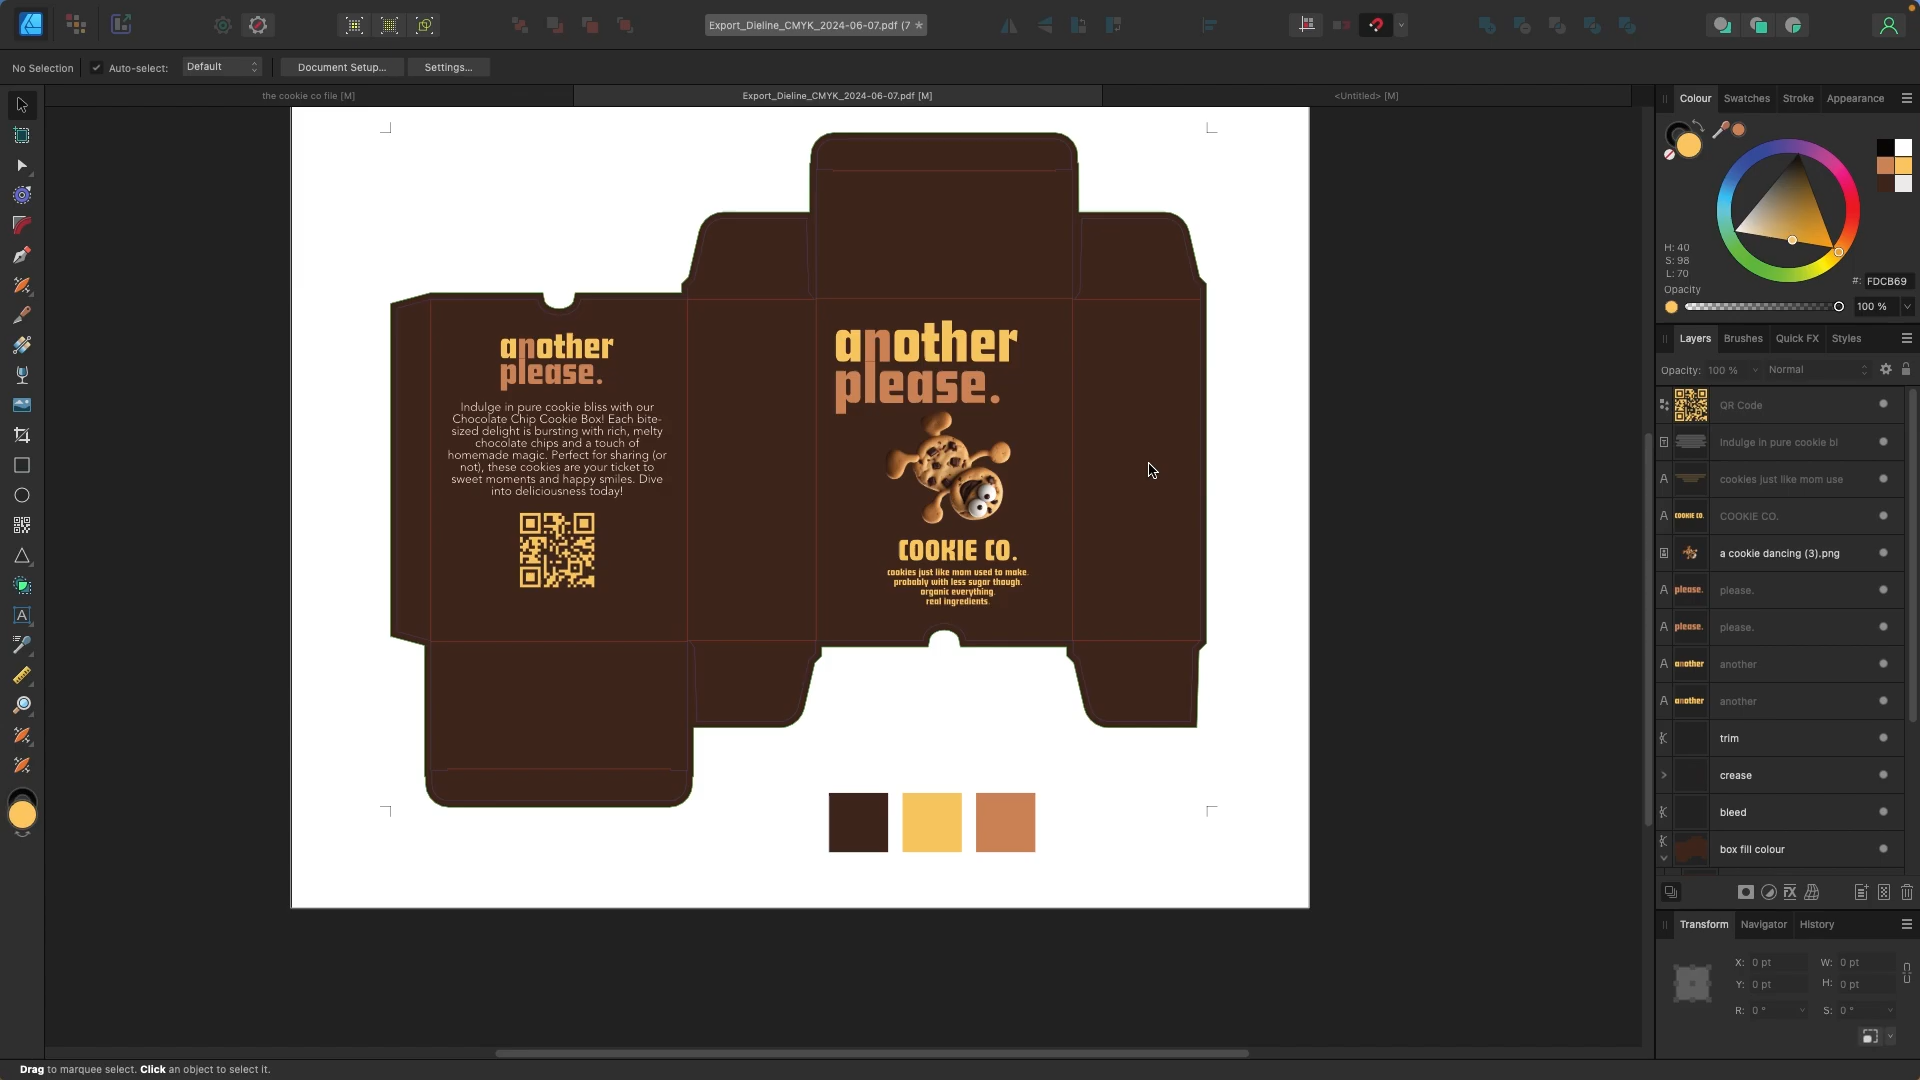 Export_Dieline_CMYK_2024-06-07.pdf (7 *
No Selection
Auto-select:
Default
Document Setup...
Settings...
the cookie co file [M]
Export_Dieline_CMYK_2024-06-07.pdf [M]
<Untitled> [M]
another
please.
Indulge in pure cookie bliss with our
Chocolate Chip Cookie Box! Each bite-
sized delight is bursting with rich, melty
chocolate chips and a touch of
homemade magic. Perfect for sharing (or
not), these cookies are your ticket to
sweet moments and happy smiles. Dive
into deliciousness today!
another
please.
COOKIE CO.
cookies just like mom used to make.
probably with less sugar though.
organic everything.
real ingredients.
Colour
Swatches
Stroke
Appearance
H: 40
S: 98
L: 70
#: FDCB69
Opacity
100 %
Layers
Brushes
Quick FX
Styles
Opacity: 100 %
Normal
QR Code
Indulge in pure cookie bl
cookies just like mom use
COOKIE CO.
COOKIE CO.
a cookie dancing (3).png
please.
please.
please.
please.
another
another
another
another
trim
crease
bleed
box fill colour
Transform
Navigator
History
X: 0 pt
W: 0 pt
Y: 0 pt
H: 0 pt
R: 0 °
S: 0 °
Drag to marquee select. Click an object to select it.